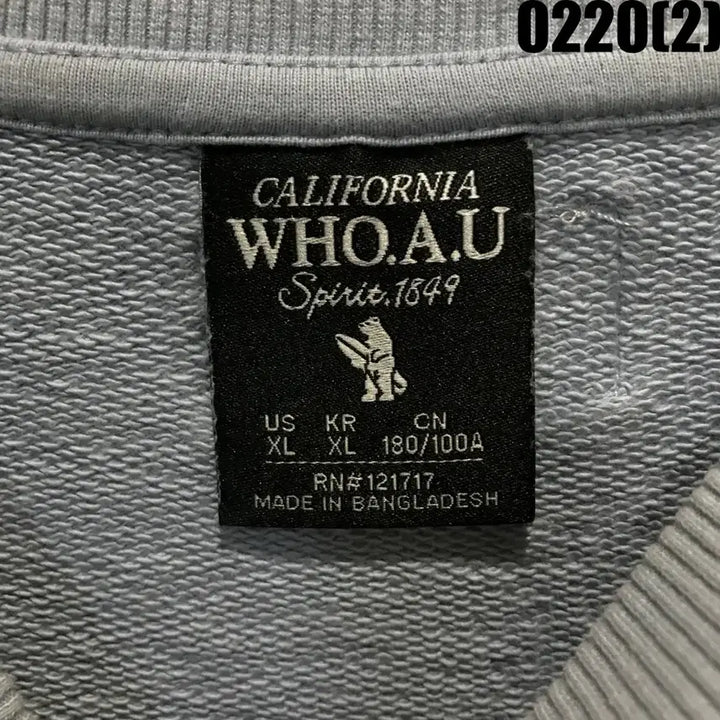 0220(2)
CALIFORNIA
WHO.A.U
Spirit.1849
US KR CN
XL XL 180/100A
RN#121717
MADE IN BANGLADESH